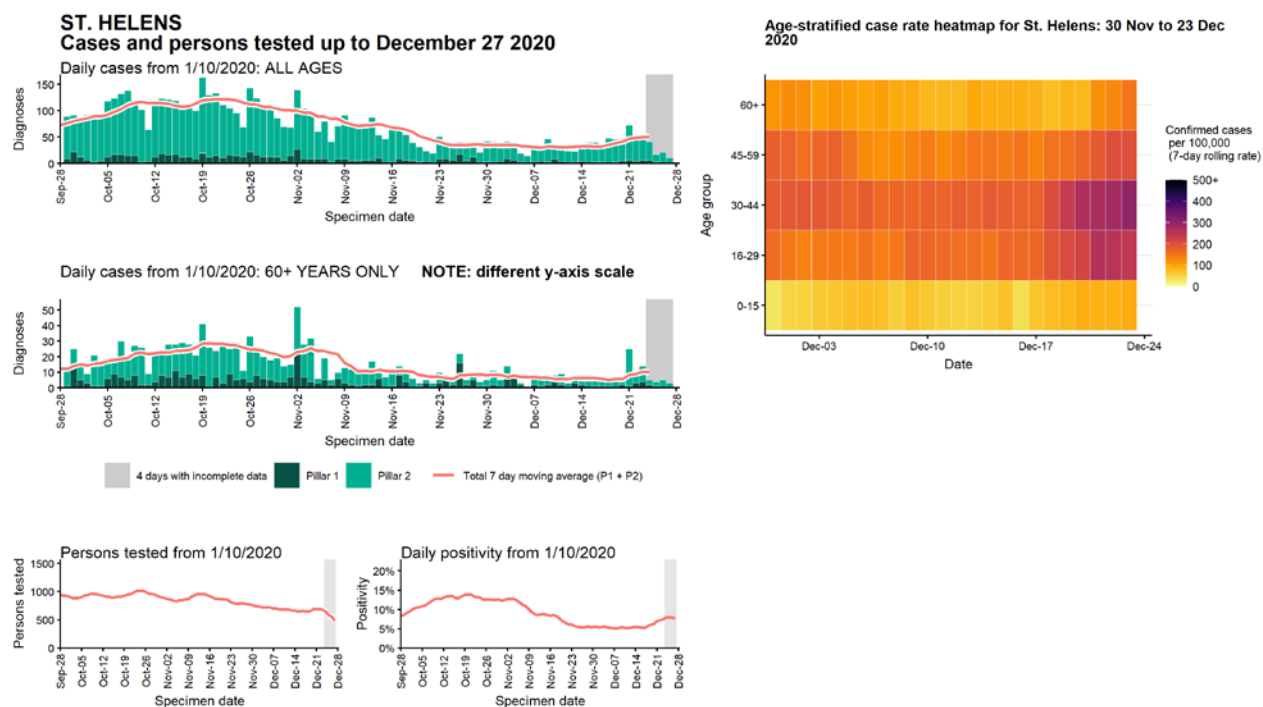 ST. HELENS
Cases and persons tested up to December 27 2020
Daily cases from 1/10/2020: ALL AGES
Diagnoses
150
100
50
0
Sep-28
Oct-05
Oct-12
Oct-19
Oct-26
Nov-02
Nov-09
Nov-16
Nov-23
Nov-30
Dec-07
Dec-14
Dec-21
Dec-28
Specimen date
Daily cases from 1/10/2020: 60+ YEARS ONLY NOTE: different y-axis scale
Diagnoses
50
40
30
20
10
0
Sep-28
Oct-05
Oct-12
Oct-19
Oct-26
Nov-02
Nov-09
Nov-16
Nov-23
Nov-30
Dec-07
Dec-14
Dec-21
Dec-28
Specimen date
4 days with incomplete data Pillar 1 Pillar 2 Total 7 day moving average (P1 + P2)
Persons tested from 1/10/2020
Persons tested
1500
1000
500
0
Sep-28
Oct-05
Oct-12
Oct-19
Oct-26
Nov-02
Nov-09
Nov-16
Nov-23
Nov-30
Dec-07
Dec-14
Dec-21
Dec-28
Specimen date
Daily positivity from 1/10/2020
Positivity
20%
15%
10%
5%
0%
Sep-28
Oct-05
Oct-12
Oct-19
Oct-26
Nov-02
Nov-09
Nov-16
Nov-23
Nov-30
Dec-07
Dec-14
Dec-21
Dec-28
Specimen date
Age-stratified case rate heatmap for St. Helens: 30 Nov to 23 Dec
2020
Age group
60+
45-59
30-44
16-29
0-15
Dec-03
Dec-10
Dec-17
Dec-24
Date
Confirmed cases
per 100,000
(7-day rolling rate)
500+
400
300
200
100
0